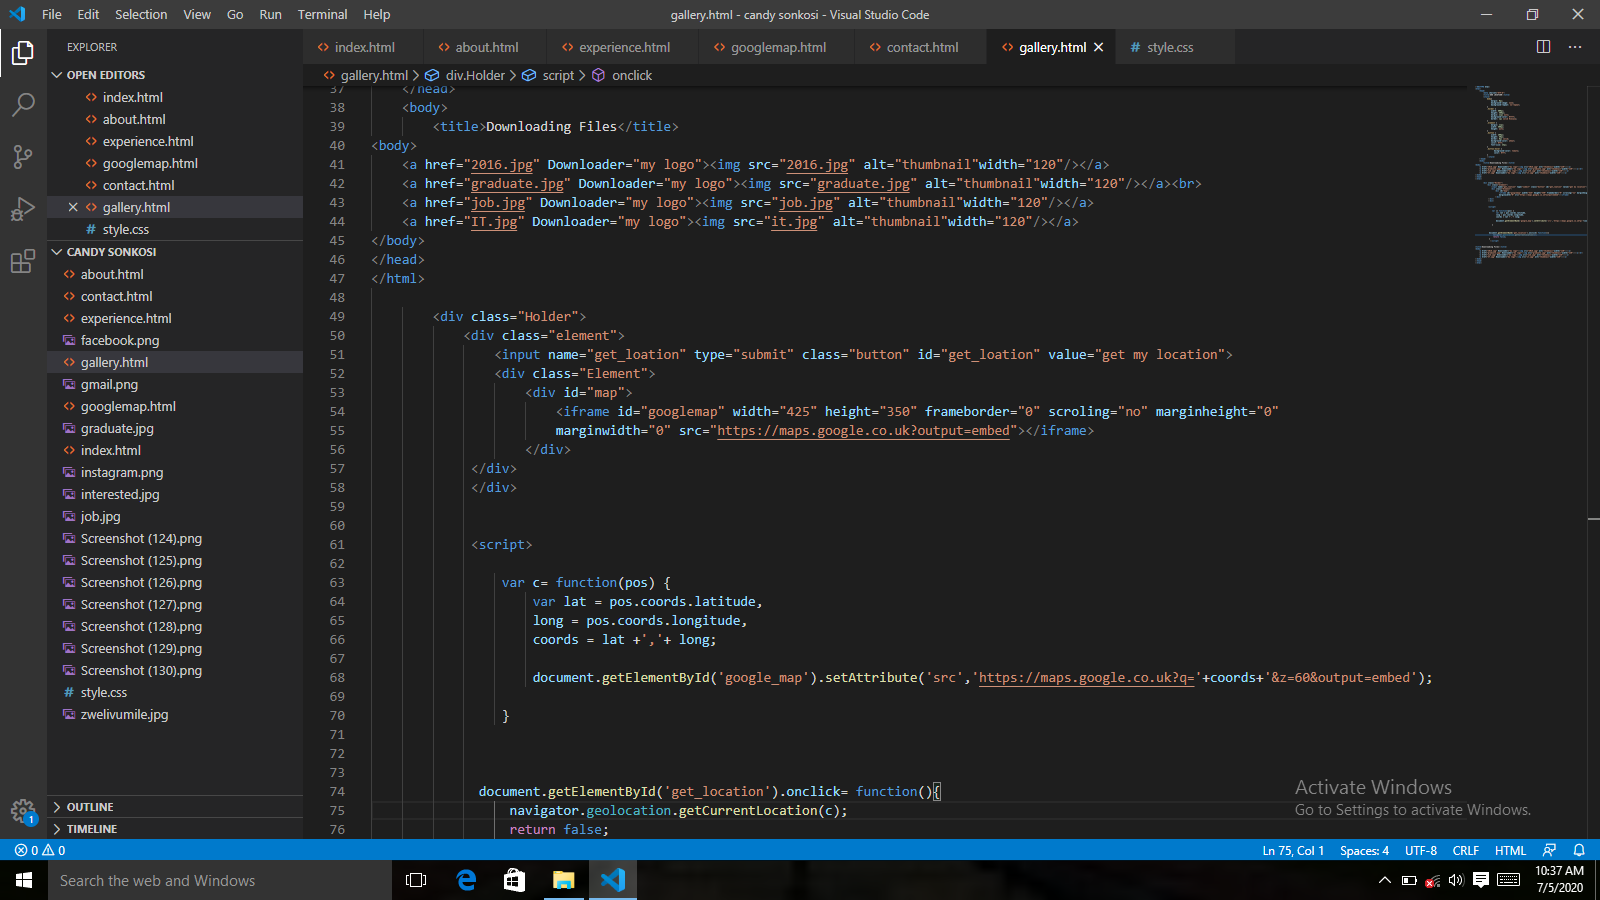 File Edit Selection View Go Run Terminal Help
gallery.html - candy sonkosi - Visual Studio Code
EXPLORER
index.html
about.html
experience.html
googlemap.html
contact.html
gallery.html
style.css
gallery.html > div.Holder > script > onclick
OPEN EDITORS
index.html
about.html
experience.html
googlemap.html
contact.html
gallery.html
style.css
CANDY SONKOSI
about.html
contact.html
experience.html
facebook.png
gallery.html
gmail.png
googlemap.html
graduate.jpg
index.html
instagram.png
interested.jpg
job.jpg
Screenshot (124).png
Screenshot (125).png
Screenshot (126).png
Screenshot (127).png
Screenshot (128).png
Screenshot (129).png
Screenshot (130).png
style.css
zwelivumile.jpg
OUTLINE
TIMELINE
37 </head>
38 <body>
39 <title>Downloading Files</title>
40 <body>
41 <a href="2016.jpg" Downloader="my logo"><img src="2016.jpg" alt="thumbnail"width="120"/></a>
42 <a href="graduate.jpg" Downloader="my logo"><img src="graduate.jpg" alt="thumbnail"width="120"/></a><br>
43 <a href="job.jpg" Downloader="my logo"><img src="job.jpg" alt="thumbnail"width="120"/></a>
44 <a href="IT.jpg" Downloader="my logo"><img src="it.jpg" alt="thumbnail"width="120"/></a>
45 </body>
46 </head>
47 </html>
48
49 <div class="Holder">
50 <div class="element">
51 <input name="get_loation" type="submit" class="button" id="get_loation" value="get my location">
52 <div class="Element">
53 <div id="map">
54 <iframe id="googlemap" width="425" height="350" frameborder="0" scroling="no" marginheight="0"
55 marginwidth="0" src="https://maps.google.co.uk?output=embed"></iframe>
56 </div>
57 </div>
58 </div>
59
60
61 <script>
62
63 var c= function(pos) {
64 var lat = pos.coords.latitude,
65 long = pos.coords.longitude,
66 coords = lat +','+ long;
67
68 document.getElementById('google_map').setAttribute('src','https://maps.google.co.uk?q='+coords+'&z=60&output=embed');
69
70 }
71
72
73
74 document.getElementById('get_location').onclick= function(){
75 navigator.geolocation.getCurrentLocation(c);
76 return false;
Activate Windows
Go to Settings to activate Windows.
1
0 0
Ln 75, Col 1 Spaces: 4 UTF-8 CRLF HTML
Search the web and Windows
10:37 AM
7/5/2020